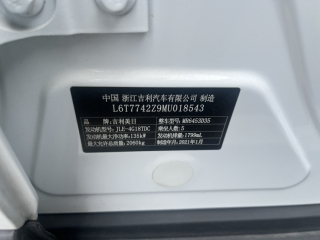 中国 浙江吉利汽车有限公司 制造
L6T7742Z9MU018543
品牌:吉利美日 整车型号:MR6453D35
发动机型号:JLE-4G18TDC 乘坐人数:5
发动机最大净功率:135kW 发动机排量:1799mL
最大允许总质量:2060kg 制造年月:2021年1月